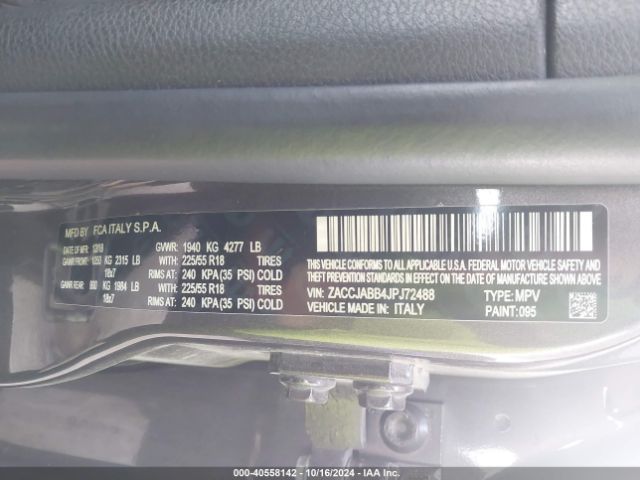 MFD BY FCA ITALY S.P.A.
DATE OF MFR: GVWR: 1940 KG 4277 LB
GAWR FRONT: KG 2315 LB WITH: 225/55 R18 TIRES
18x7 RIMS AT: 240 KPA(35 PSI) COLD
GAWR REAR: 900 KG 1984 LB WITH: 225/55 R18 TIRES
18x7 RIMS AT: 240 KPA(35 PSI) COLD
THIS VEHICLE CONFORMS TO ALL APPLICABLE U.S.A. FEDERAL MOTOR VEHICLE SAFETY AND
THEFT PREVENTION STANDARDS IN EFFECT ON THE DATE OF MANUFACTURE SHOWN ABOVE
VIN: ZACCJABB4JPJ72488 TYPE: MPV
VEHICLE MADE IN: ITALY PAINT: 095
000-40558142 - 10/16/2024 - IAA Inc.